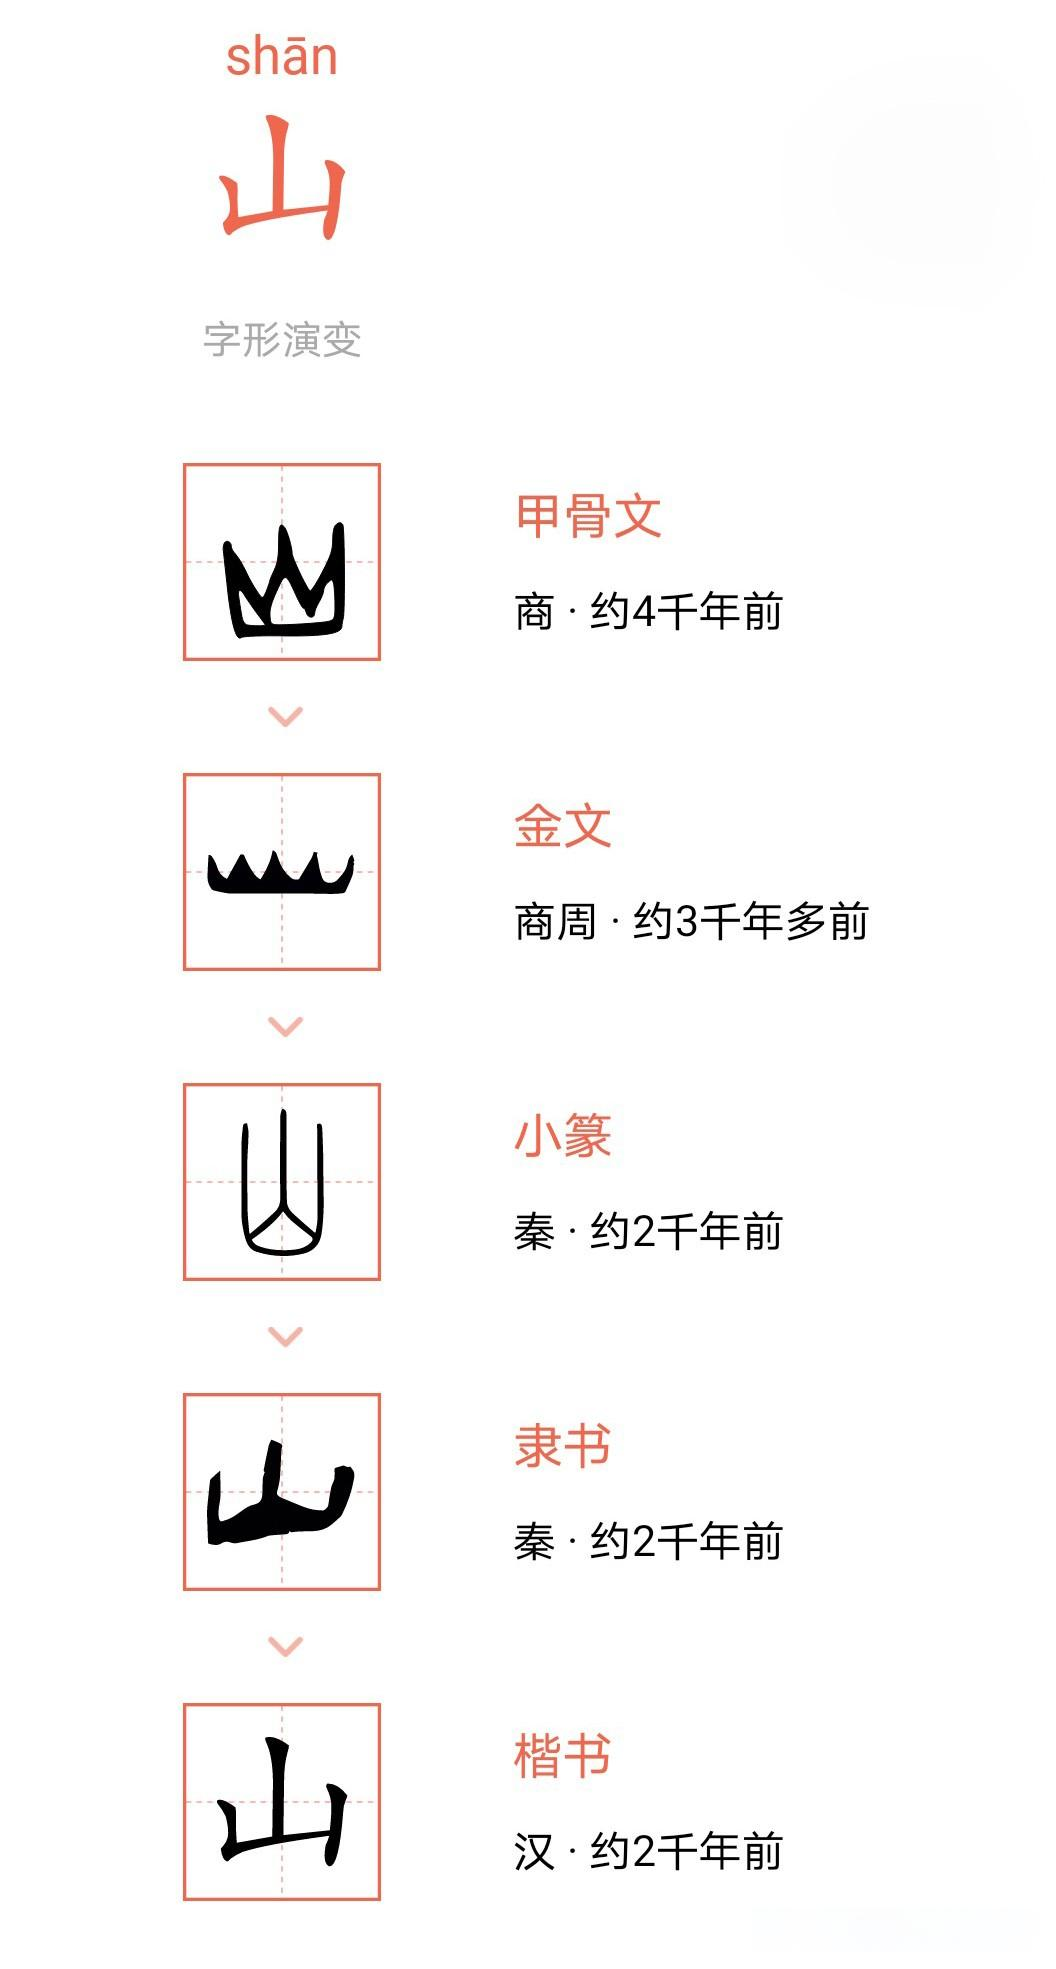 shān
山
字形演变
甲骨文
商 · 约4千年前
金文
商周 · 约3千年多前
小篆
秦 · 约2千年前
隶书
秦 · 约2千年前
山
楷书
汉 · 约2千年前